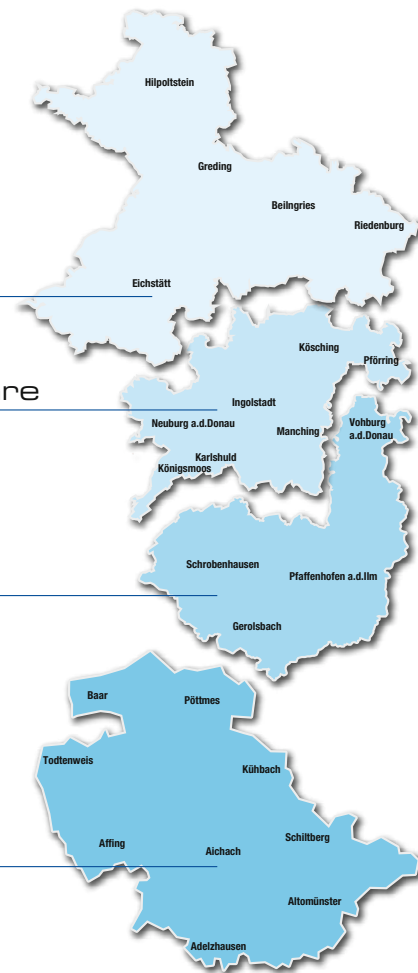 Hilpoltstein
Greding
Beilngries
Riedenburg
Eichstätt
Kösching
Pförring
re
Ingolstadt
Neuburg a.d.Donau
Vohburg
a.d.Donau
Manching
Karlshuld
Königsmoos
Schrobenhausen
Pfaffenhofen a.d.Ilm
Gerolsbach
Baar
Pöttmes
Todtenweis
Kühbach
Schiltberg
Affing
Aichach
Altomünster
Adelzhausen